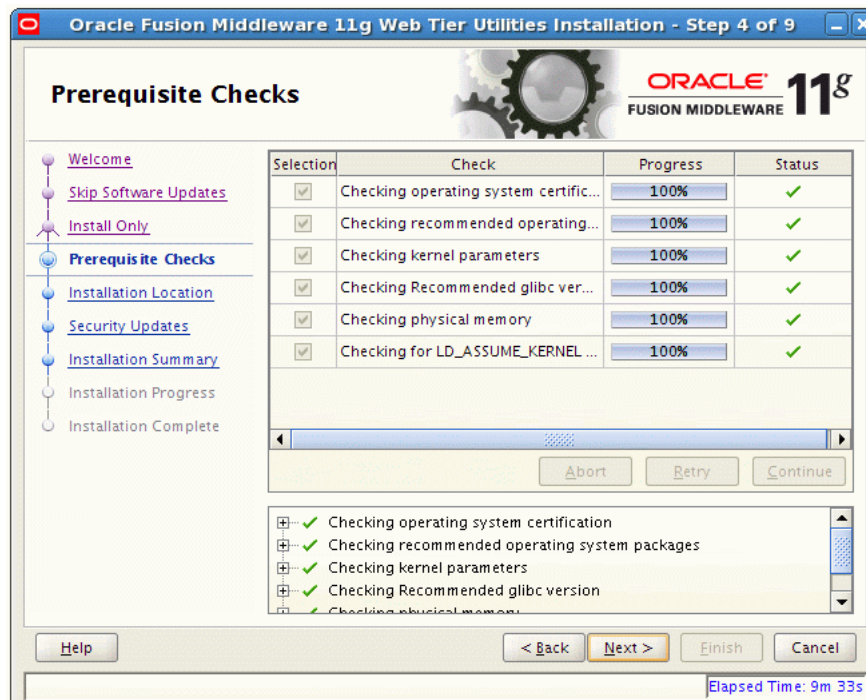 Oracle Fusion Middleware 11g Web Tier Utilities Installation - Step 4 of 9
Prerequisite Checks
ORACLE
FUSION MIDDLEWARE 11g
Welcome
Skip Software Updates
Install Only
Prerequisite Checks
Installation Location
Security Updates
Installation Summary
Installation Progress
Installation Complete
Selection Check Progress Status
Checking operating system certific... 100%
Checking recommended operating... 100%
Checking kernel parameters 100%
Checking Recommended glibc ver... 100%
Checking physical memory 100%
Checking for LD_ASSUME_KERNEL ... 100%
Abort Retry Continue
Checking operating system certification
Checking recommended operating system packages
Checking kernel parameters
Checking Recommended glibc version
Checking physical memory
Help < Back Next > Finish Cancel
Elapsed Time: 9m 33s